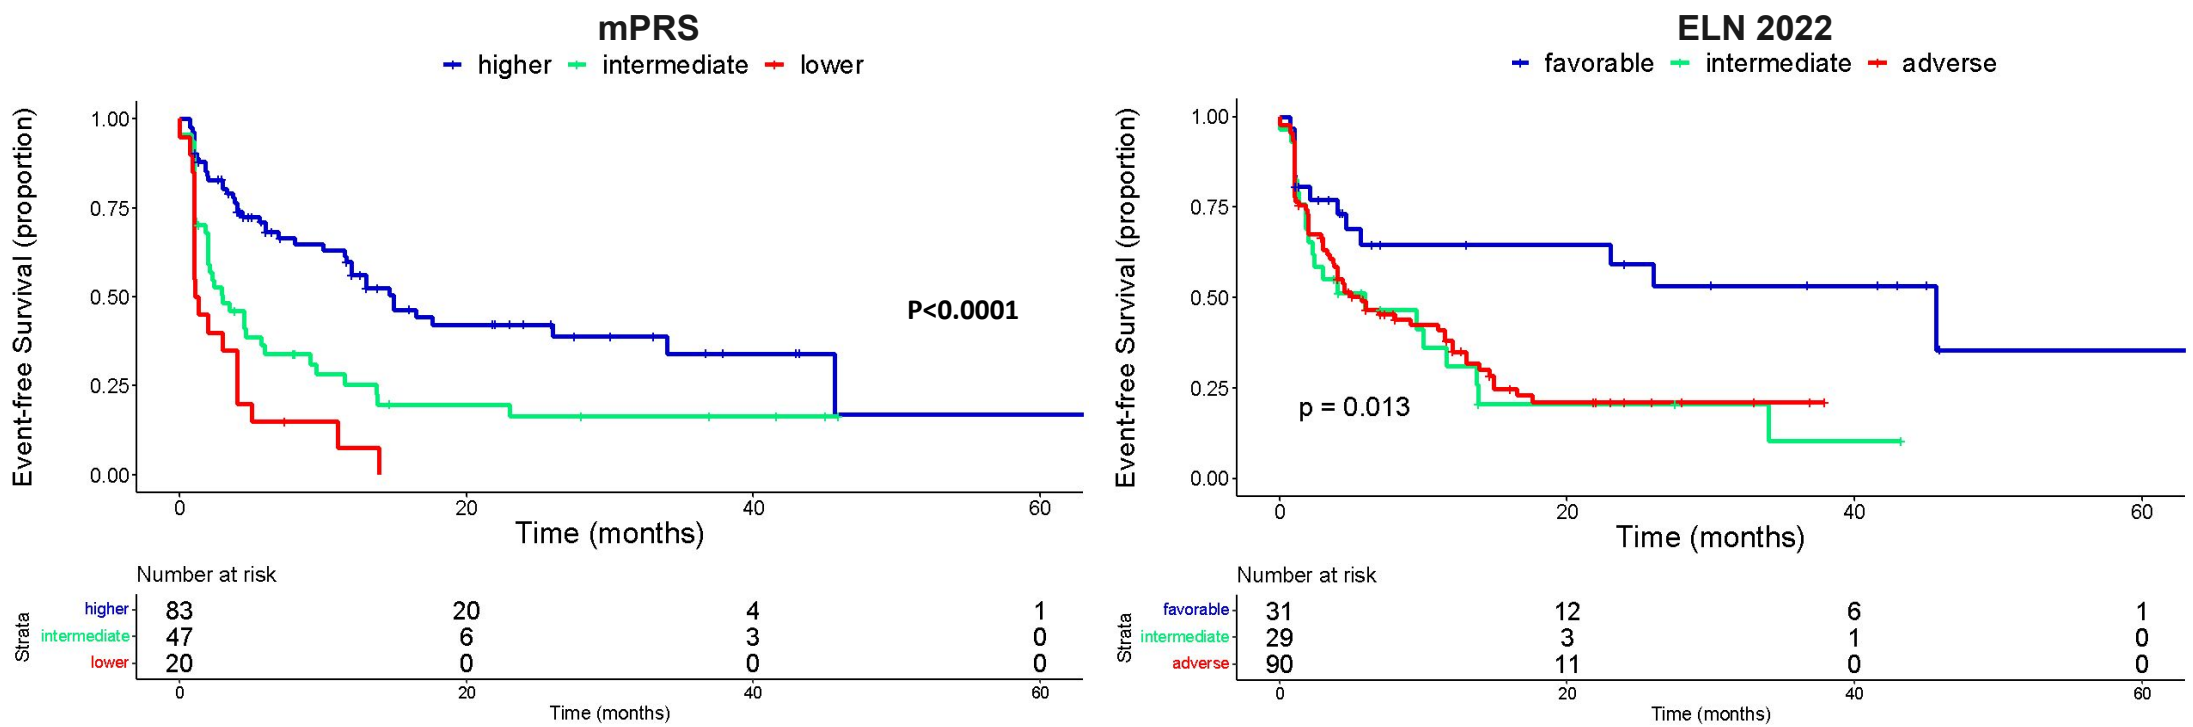 mPRS
higher intermediate lower
Event-free Survival (proportion)
1.00
0.75
0.50
0.25
0.00
P<0.0001
0 20 40 60
Time (months)
Number at risk
Strata
higher 83 20 4 1
intermediate 47 6 3 0
lower 20 0 0 0
0 20 40 60
Time (months)
ELN 2022
favorable intermediate adverse
Event-free Survival (proportion)
1.00
0.75
0.50
0.25
0.00
p = 0.013
0 20 40 60
Time (months)
Number at risk
Strata
favorable 31 12 6 1
intermediate 29 3 1 0
adverse 90 11 0 0
0 20 40 60
Time (months)